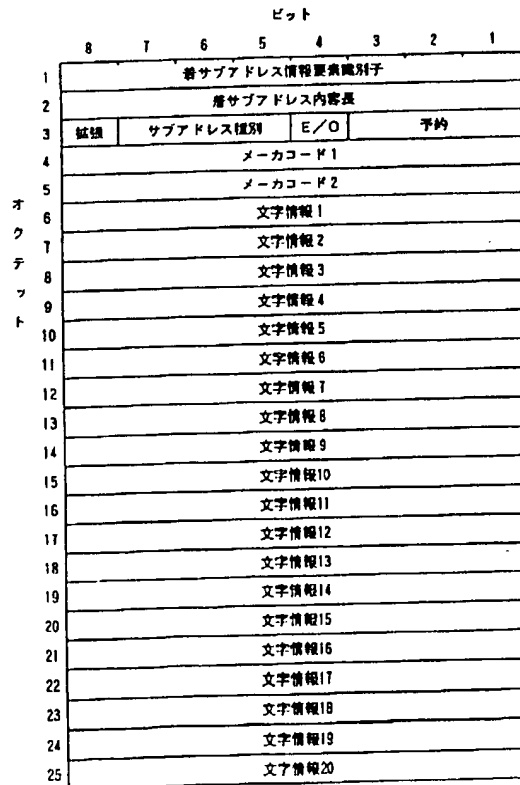 ビット
8 7 6 5 4 3 2 1
1 着サブアドレス情報要素識別子
2 着サブアドレス内容長
3 拡張 サブアドレス種別 E/O 予約
4 メーカコード1
5 メーカコード2
6 文字情報1
7 文字情報2
8 文字情報3
9 文字情報4
10 文字情報5
11 文字情報6
12 文字情報7
13 文字情報8
14 文字情報9
15 文字情報10
16 文字情報11
17 文字情報12
18 文字情報13
19 文字情報14
20 文字情報15
21 文字情報16
22 文字情報17
23 文字情報18
24 文字情報19
25 文字情報20
オクテット